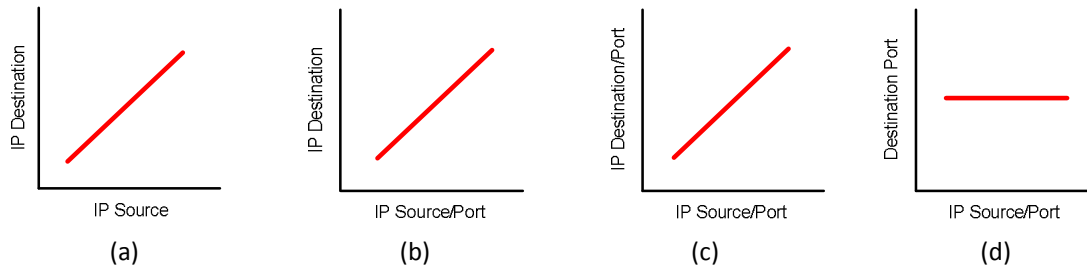 IP Destination
IP Source
(a)
IP Destination
IP Source/Port
(b)
IP Destination/Port
IP Source/Port
(c)
Destination Port
IP Source/Port
(d)